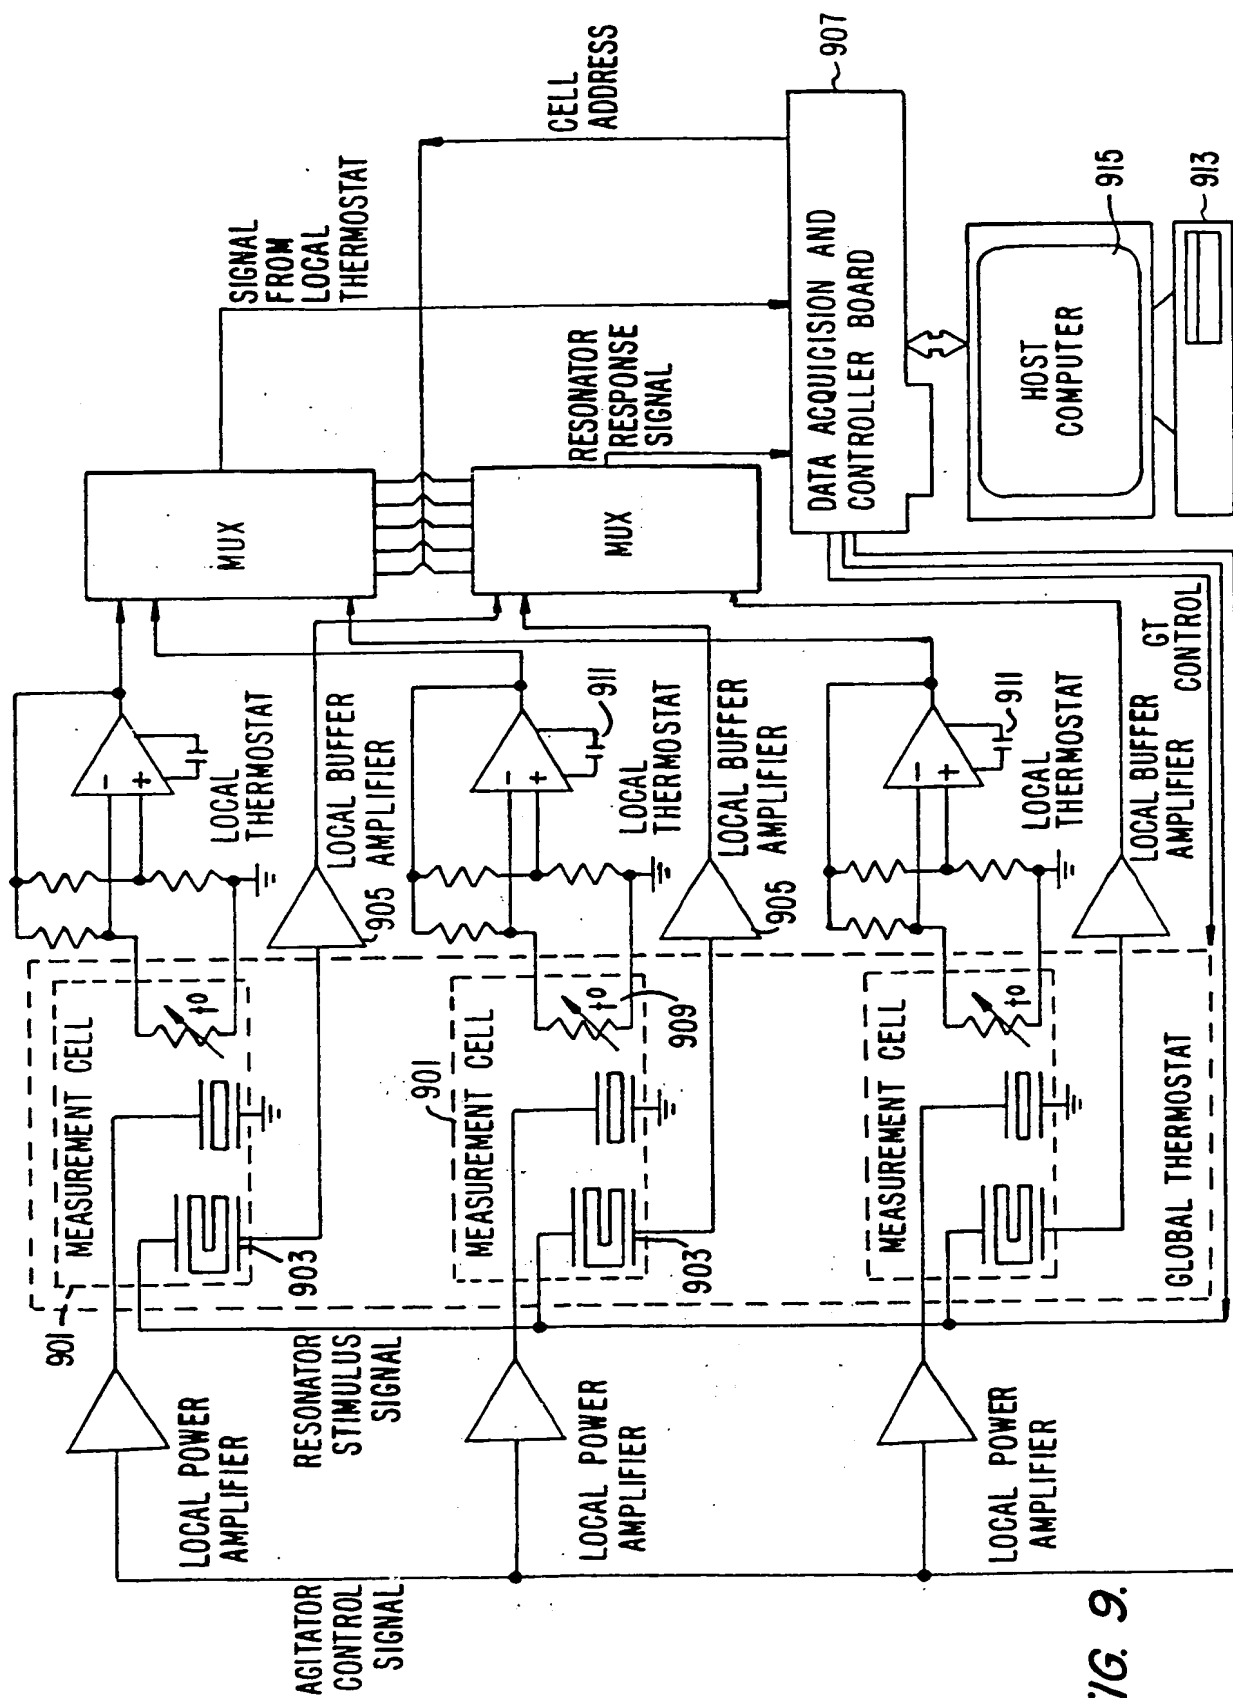 AGITATOR
CONTROL
SIGNAL
LOCAL POWER
AMPLIFIER
LOCAL POWER
AMPLIFIER
LOCAL POWER
AMPLIFIER
RESONATOR
STIMULUS
SIGNAL
901
MEASUREMENT CELL
903
t°
901
MEASUREMENT CELL
903
t°
909
MEASUREMENT CELL
t°
GLOBAL THERMOSTAT
905
LOCAL BUFFER
AMPLIFIER
905
LOCAL BUFFER
AMPLIFIER
LOCAL BUFFER
AMPLIFIER
- +
LOCAL
THERMOSTAT
- +
911
LOCAL
THERMOSTAT
- +
911
LOCAL
THERMOSTAT
GT
CONTROL
MUX
MUX
SIGNAL
FROM
LOCAL
THERMOSTAT
RESONATOR
RESPONSE
SIGNAL
CELL
ADDRESS
DATA ACQUICISION AND
CONTROLLER BOARD
907
HOST
COMPUTER
915
913
FIG. 9.